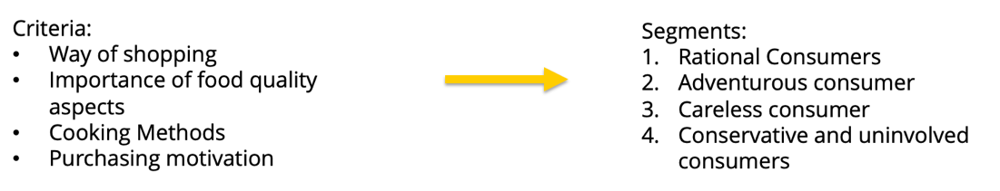 Criteria:
• Way of shopping
• Importance of food quality
aspects
• Cooking Methods
• Purchasing motivation
Segments:
1. Rational Consumers
2. Adventurous consumer
3. Careless consumer
4. Conservative and uninvolved
consumers